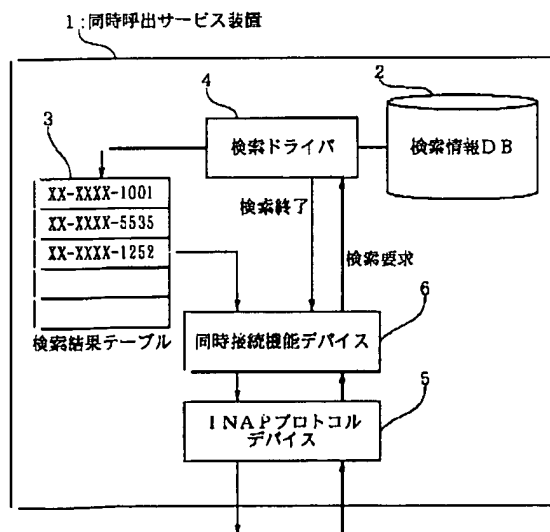 1:同時呼出サービス装置
2
4
3
検索ドライバ
検索情報DB
XX-XXXX-1001
XX-XXXX-5535
XX-XXXX-1252
検索終了
検索要求
検索結果テーブル
6
同時接続機能デバイス
5
INAPプロトコル
デバイス